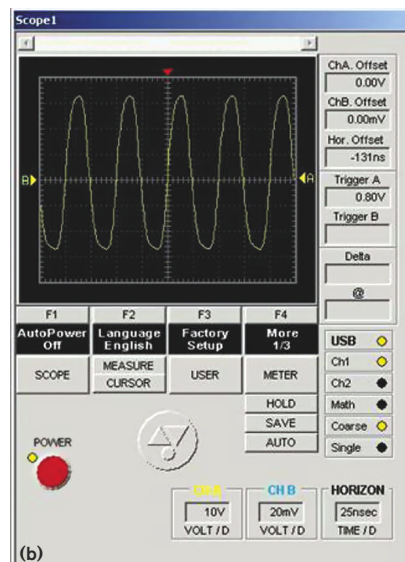 Scope1
ChA. Offset
0.00V
ChB. Offset
0.00mV
Hor. Offset
-131ns
Trigger A
0.80V
Trigger B
Delta
@
B
A
F1 F2 F3 F4
AutoPower Off
Language English
Factory Setup
More 1/3
SCOPE
MEASURE
CURSOR
USER
METER
HOLD
SAVE
AUTO
USB
Ch1
Ch2
Math
Coarse
Single
POWER
10V
VOLT / D
CH B
20mV
VOLT / D
HORIZON
25nsec
TIME / D
(b)